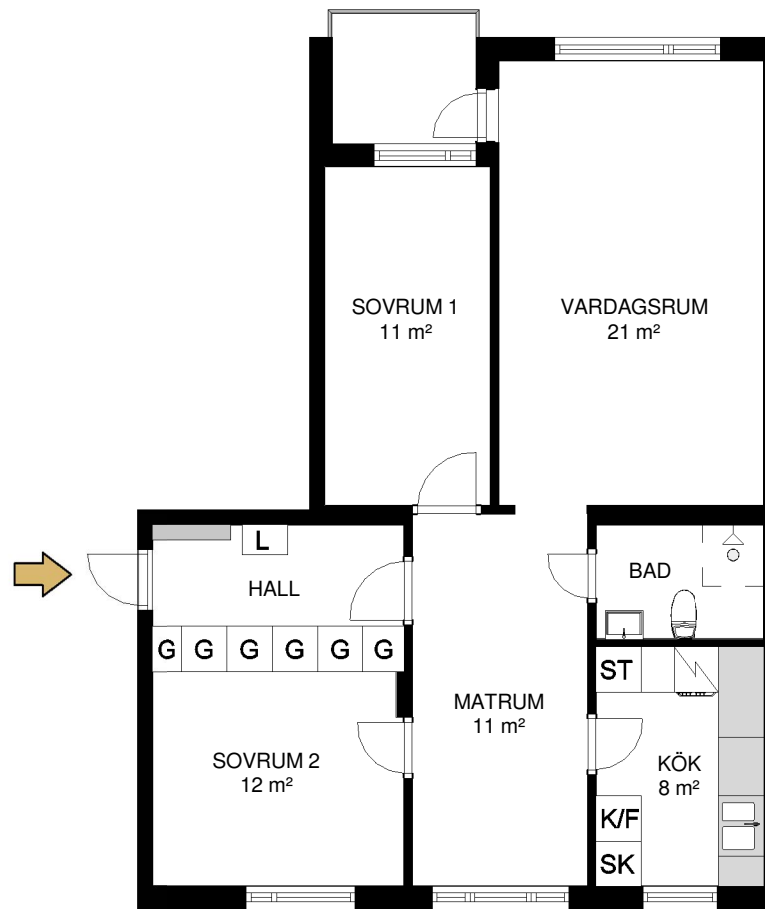 SOVRUM 1
11 m²
VARDAGSRUM
21 m²
L
HALL
BAD
G G G G G G
ST
MATRUM
11 m²
SOVRUM 2
12 m²
KÖK
8 m²
K/F
SK